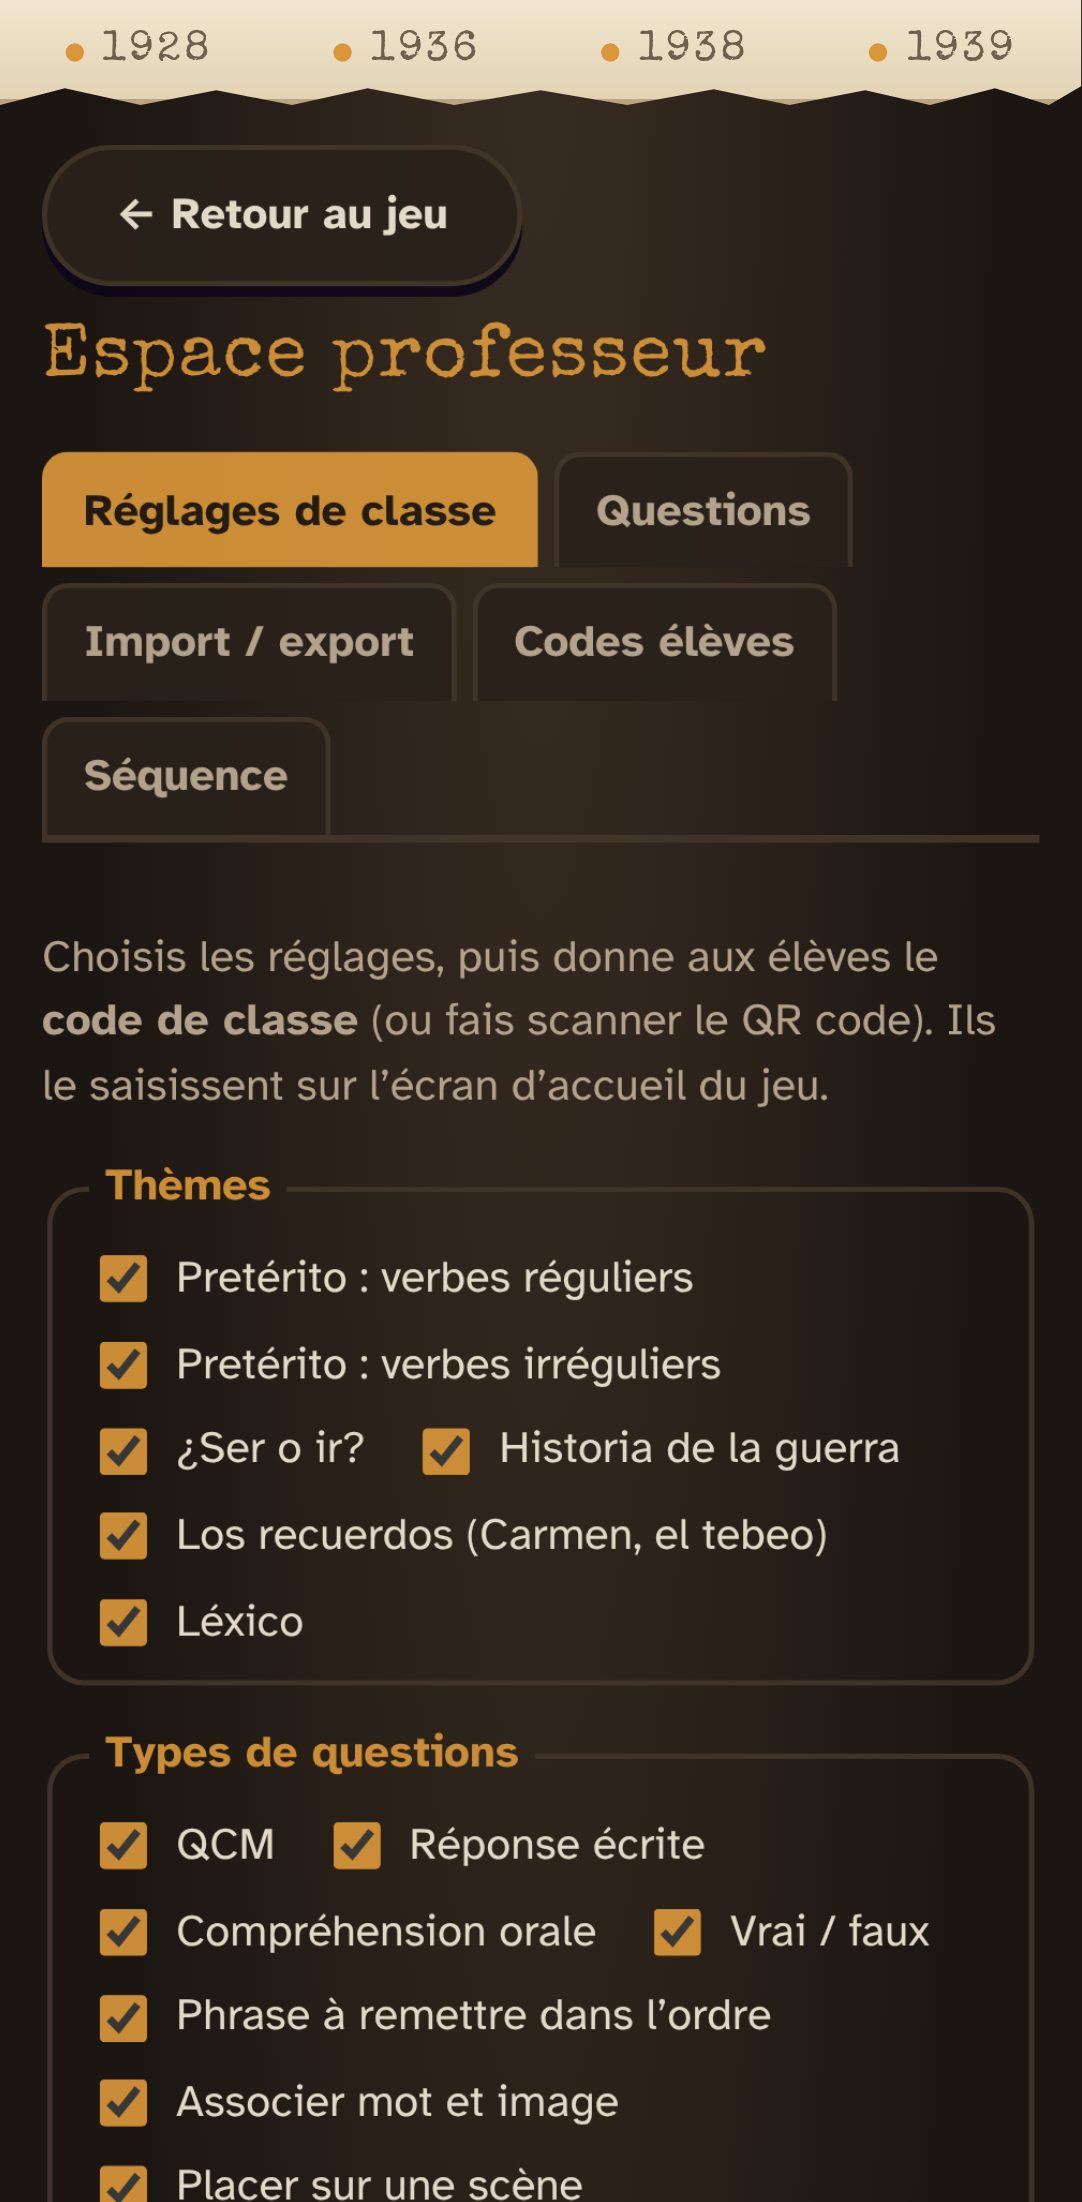 1928 1936 1938 1939
← Retour au jeu
Espace professeur
Réglages de classe Questions
Import / export Codes élèves
Séquence
Choisis les réglages, puis donne aux élèves le
code de classe (ou fais scanner le QR code). Ils
le saisissent sur l’écran d’accueil du jeu.
Thèmes
Pretérito : verbes réguliers
Pretérito : verbes irréguliers
¿Ser o ir? Historia de la guerra
Los recuerdos (Carmen, el tebeo)
Léxico
Types de questions
QCM Réponse écrite
Compréhension orale Vrai / faux
Phrase à remettre dans l’ordre
Associer mot et image
Placer sur une scène